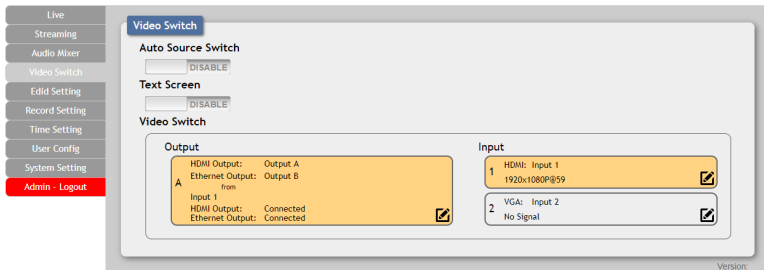 Live
Streaming
Audio Mixer
Video Switch
Edid Setting
Record Setting
Time Setting
User Config
System Setting
Admin - Logout
Video Switch
Auto Source Switch
DISABLE
Text Screen
DISABLE
Video Switch
Output
A
HDMI Output: Output A
Ethernet Output: Output B
from
Input 1
HDMI Output: Connected
Ethernet Output: Connected
Input
1
HDMI: Input 1
1920x1080P@59
2
VGA: Input 2
No Signal
Version: